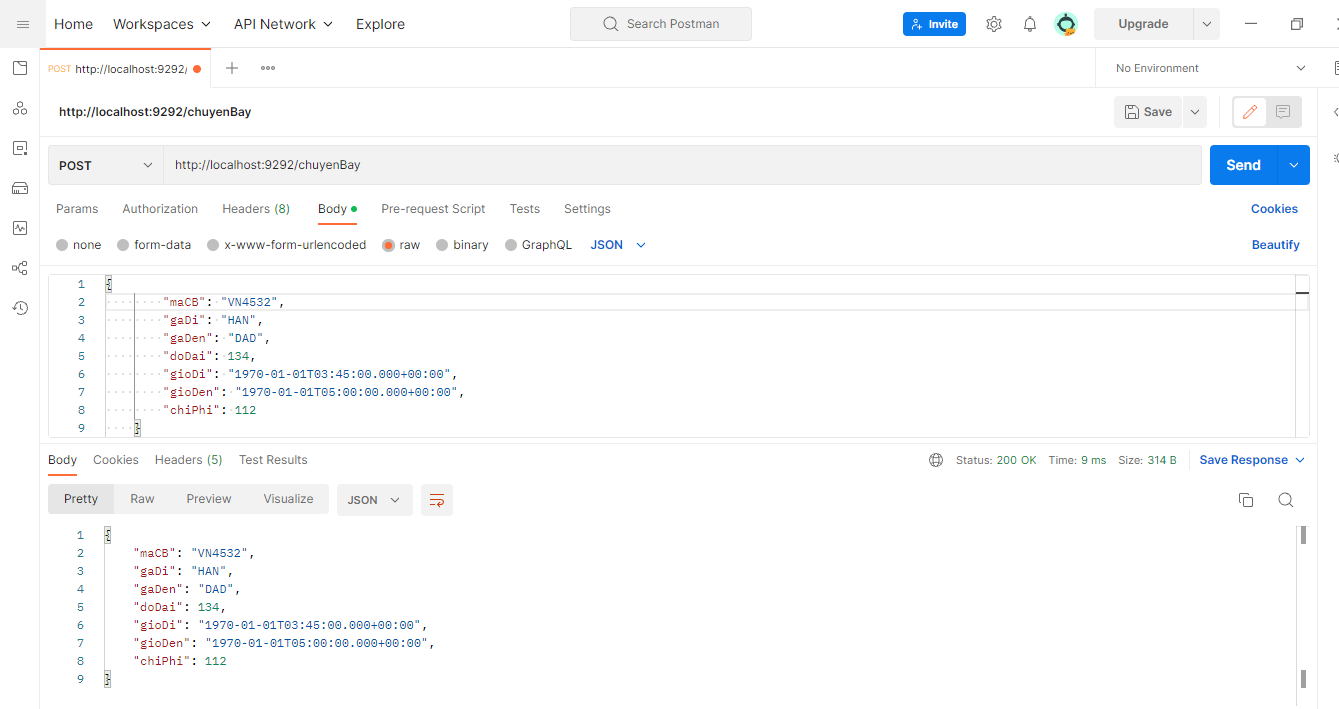 Home Workspaces API Network Explore Search Postman Invite Upgrade
POST http://localhost:9292/ No Environment
http://localhost:9292/chuyenBay Save
POST http://localhost:9292/chuyenBay Send
Params Authorization Headers (8) Body Pre-request Script Tests Settings Cookies
none form-data x-www-form-urlencoded raw binary GraphQL JSON Beautify
1 {
2 "maCB": "VN4532",
3 "gaDi": "HAN",
4 "gaDen": "DAD",
5 "doDai": 134,
6 "gioDi": "1970-01-01T03:45:00.000+00:00",
7 "gioDen": "1970-01-01T05:00:00.000+00:00",
8 "chiPhi": 112
9 }
Body Cookies Headers (5) Test Results Status: 200 OK Time: 9 ms Size: 314 B Save Response
Pretty Raw Preview Visualize JSON
1 {
2 "maCB": "VN4532",
3 "gaDi": "HAN",
4 "gaDen": "DAD",
5 "doDai": 134,
6 "gioDi": "1970-01-01T03:45:00.000+00:00",
7 "gioDen": "1970-01-01T05:00:00.000+00:00",
8 "chiPhi": 112
9 }